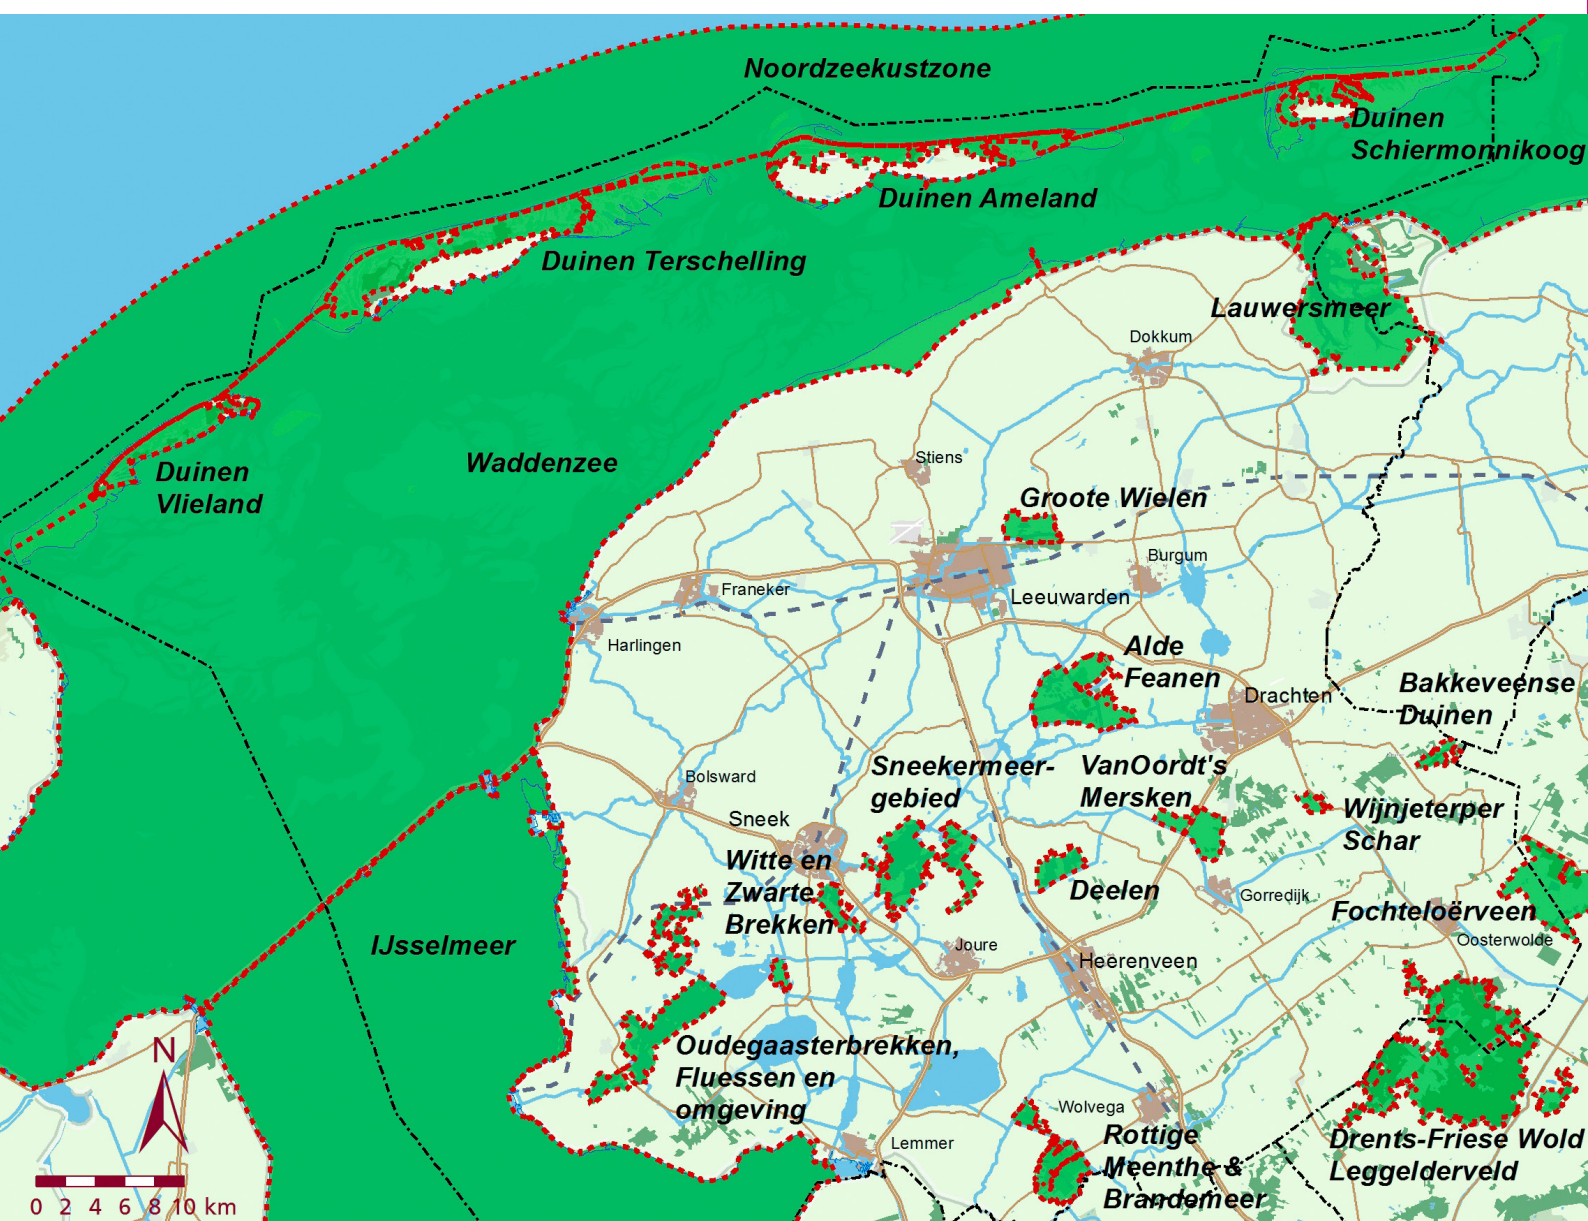 Noordzeekustzone
Duinen
Schiermonnikoog
Duinen Ameland
Duinen Terschelling
Lauwersmeer
Dokkum
Duinen
Vlieland
Waddenzee
Stiens
Groote Wielen
Burgum
Franeker
Leeuwarden
Harlingen
Alde
Feanen
Drachten
Bakkeveense
Duinen
Sneekermeer-
gebied
VanOordt's
Mersken
Bolsward
Sneek
Wijnjeterper
Schar
Witte en
Zwarte
Brekken
Deelen
Gorredijk
Fochteloërveen
Oosterwolde
IJsselmeer
Joure
Heerenveen
Oudegaasterbrekken,
Fluessen en
omgeving
N
Wolvega
Lemmer
Rottige
Meenthe &
Brandemeer
Drents-Friese Wold
Leggelderveld
0 2 4 6 8 10 km